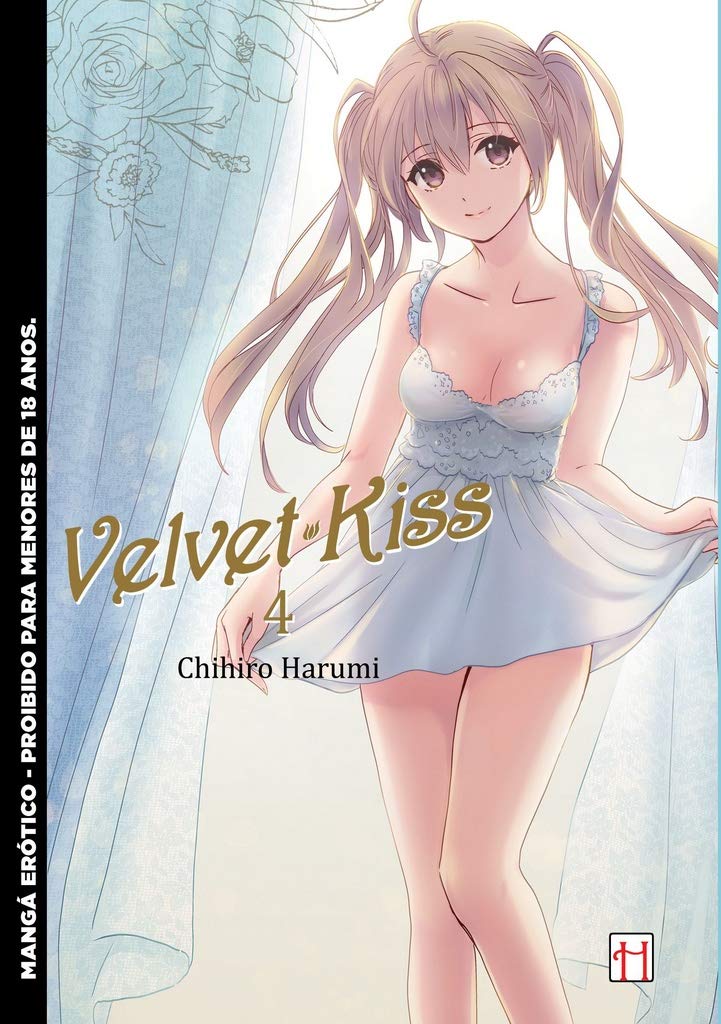 MANGÁ ERÓTICO - PROIBIDO PARA MENORES DE 18 ANOS.
Velvet Kiss
4
Chihiro Harumi
H